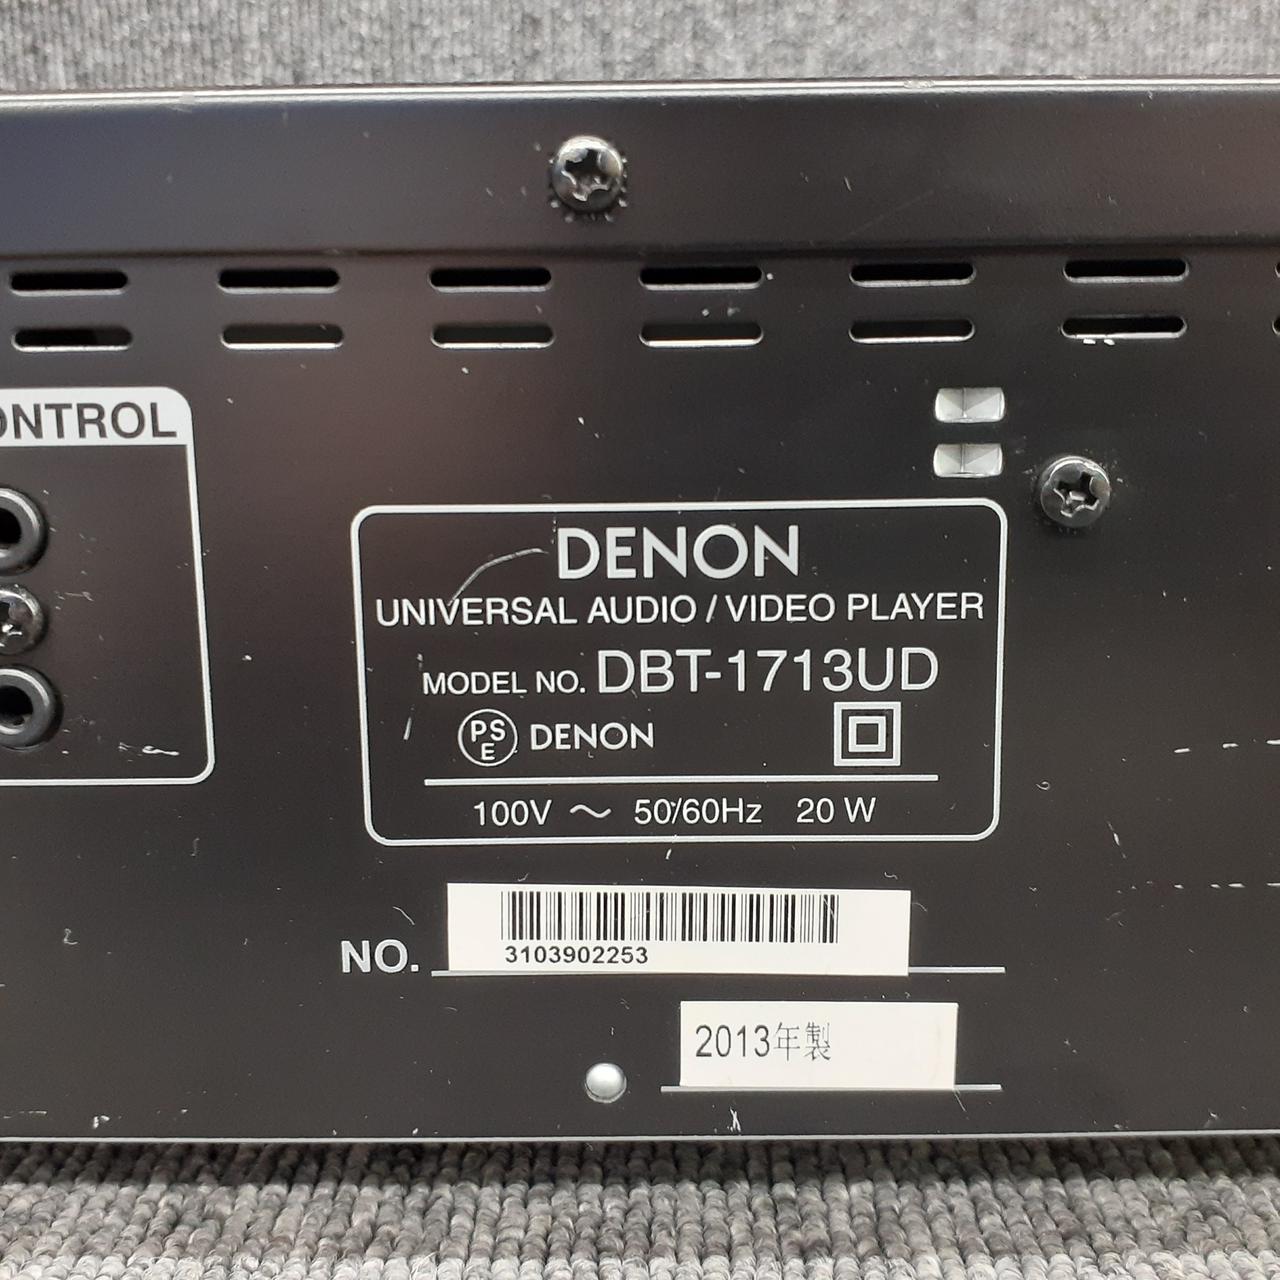 ONTROL
DENON
UNIVERSAL AUDIO / VIDEO PLAYER
MODEL NO. DBT-1713UD
PS E DENON
100V ～ 50/60Hz 20 W
NO. 3103902253
2013年製